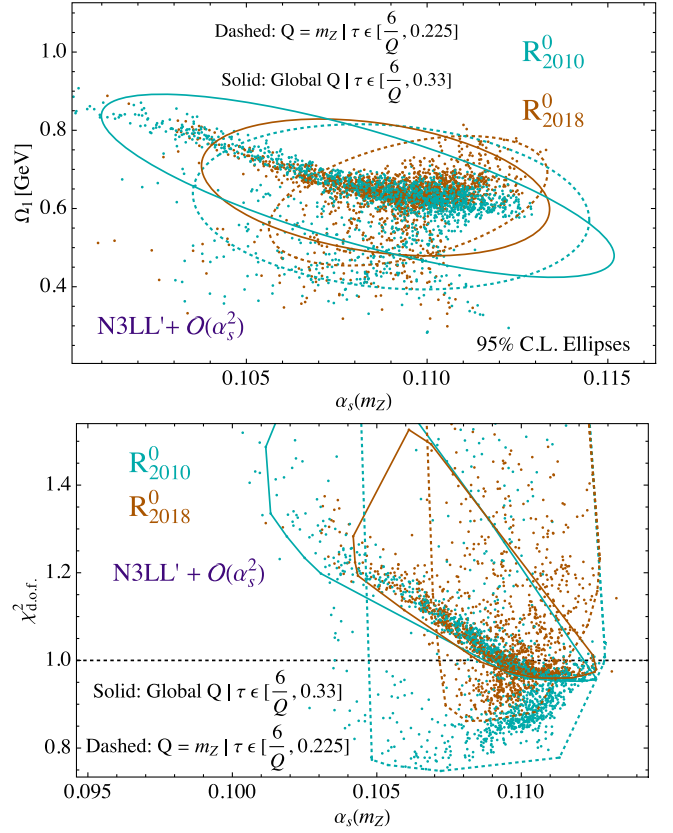 Dashed: Q = m_Z | τ ϵ [6/Q, 0.225]
Solid: Global Q | τ ϵ [6/Q, 0.33]
R^0_2010
R^0_2018
1.0
0.8
0.6
0.4
Ω_1 [GeV]
N3LL' + O(α_s^2)
95% C.L. Ellipses
0.105 0.110 0.115
α_s(m_Z)
R^0_2010
R^0_2018
N3LL' + O(α_s^2)
1.4
1.2
1.0
0.8
χ^2_d.o.f.
Solid: Global Q | τ ϵ [6/Q, 0.33]
Dashed: Q = m_Z | τ ϵ [6/Q, 0.225]
0.095 0.100 0.105 0.110
α_s(m_Z)